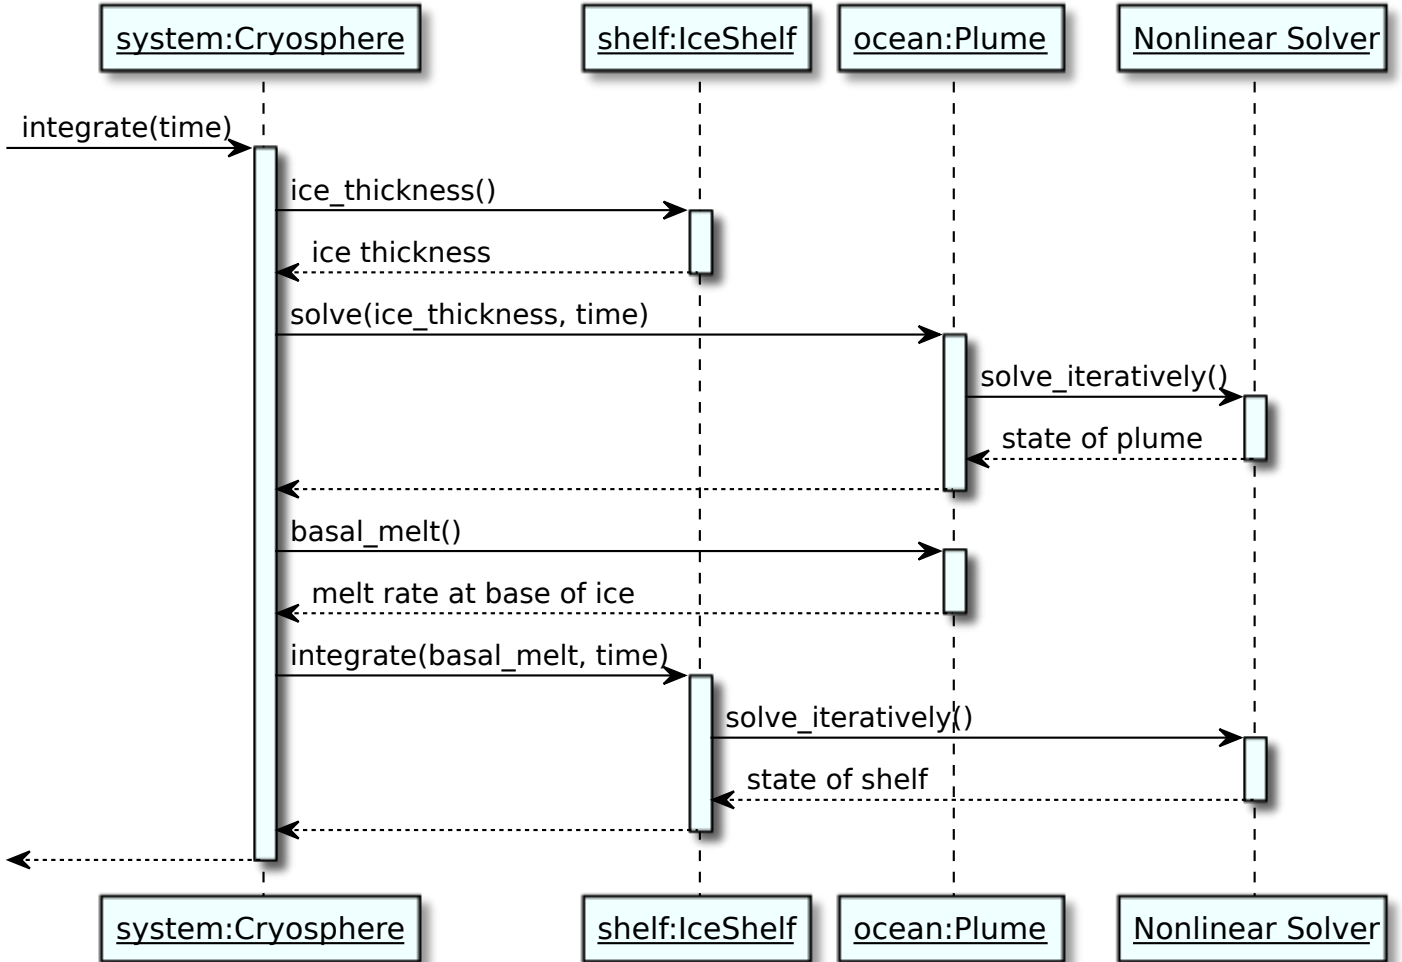 system:Cryosphere
shelf:IceShelf
ocean:Plume
Nonlinear Solver
integrate(time)
ice_thickness()
ice thickness
solve(ice_thickness, time)
solve_iteratively()
state of plume
basal_melt()
melt rate at base of ice
integrate(basal_melt, time)
solve_iteratively()
state of shelf
system:Cryosphere
shelf:IceShelf
ocean:Plume
Nonlinear Solver